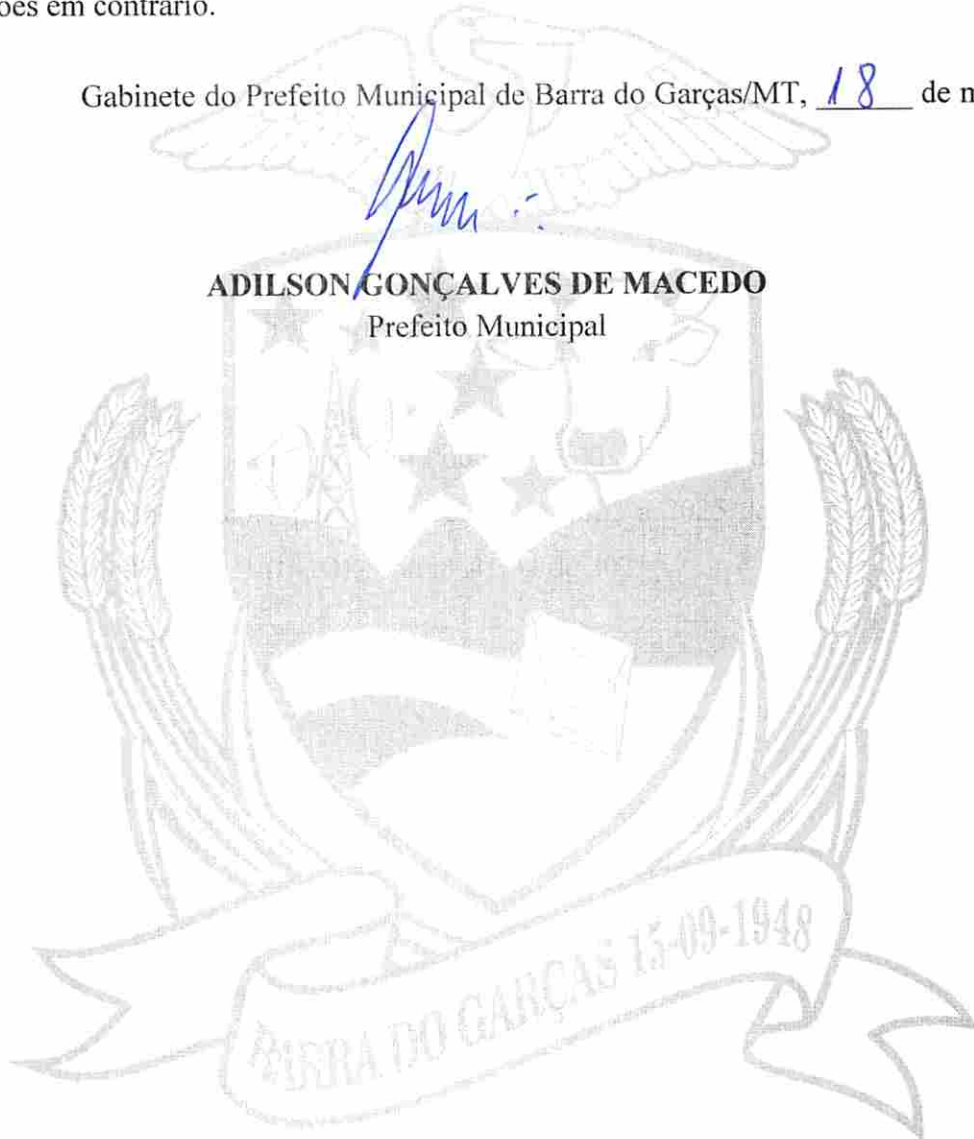 ões em contrário.
Gabinete do Prefeito Municipal de Barra do Garças/MT, 18 de m
ADILSON GONÇALVES DE MACEDO
Prefeito Municipal
BARRA DO GARÇAS 15-09-1948